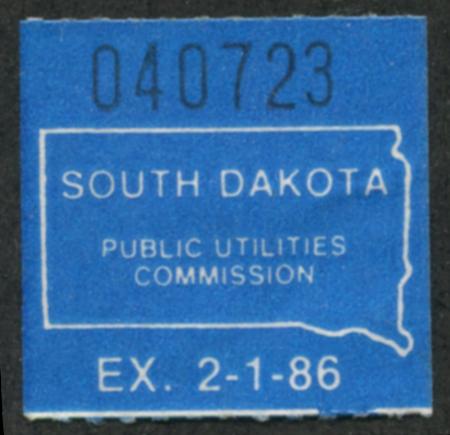 040723
SOUTH DAKOTA
PUBLIC UTILITIES
COMMISSION
EX. 2-1-86